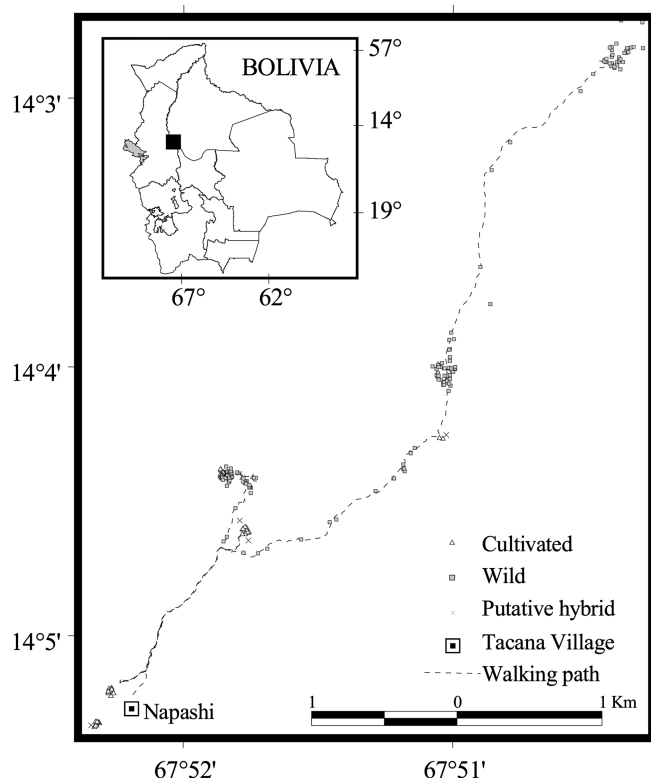 BOLIVIA
57°
14°
19°
67°
62°
14°3'
14°4'
14°5'
Cultivated
Wild
Putative hybrid
Tacana Village
Walking path
Napashi
1 0 1 Km
67°52'
67°51'